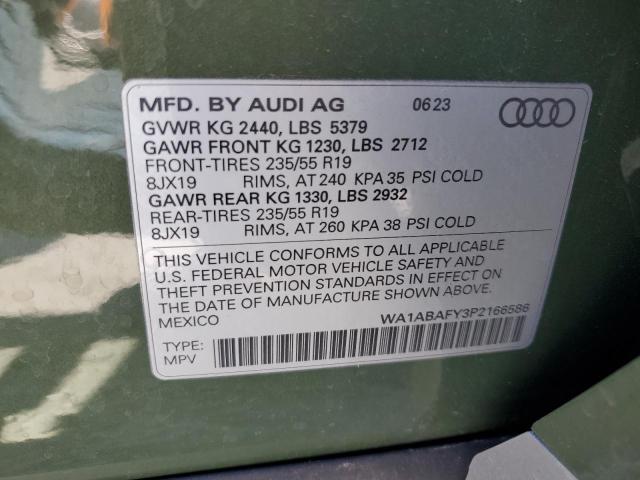 MFD. BY AUDI AG 06 23
GVWR KG 2440, LBS 5379
GAWR FRONT KG 1230, LBS 2712
FRONT-TIRES 235/55 R19
8JX19 RIMS, AT 240 KPA 35 PSI COLD
GAWR REAR KG 1330, LBS 2932
REAR-TIRES 235/55 R19
8JX19 RIMS, AT 260 KPA 38 PSI COLD
THIS VEHICLE CONFORMS TO ALL APPLICABLE
U.S. FEDERAL MOTOR VEHICLE SAFETY AND
THEFT PREVENTION STANDARDS IN EFFECT ON
THE DATE OF MANUFACTURE SHOWN ABOVE.
MEXICO WA1ABAFY3P2166586
TYPE:
MPV